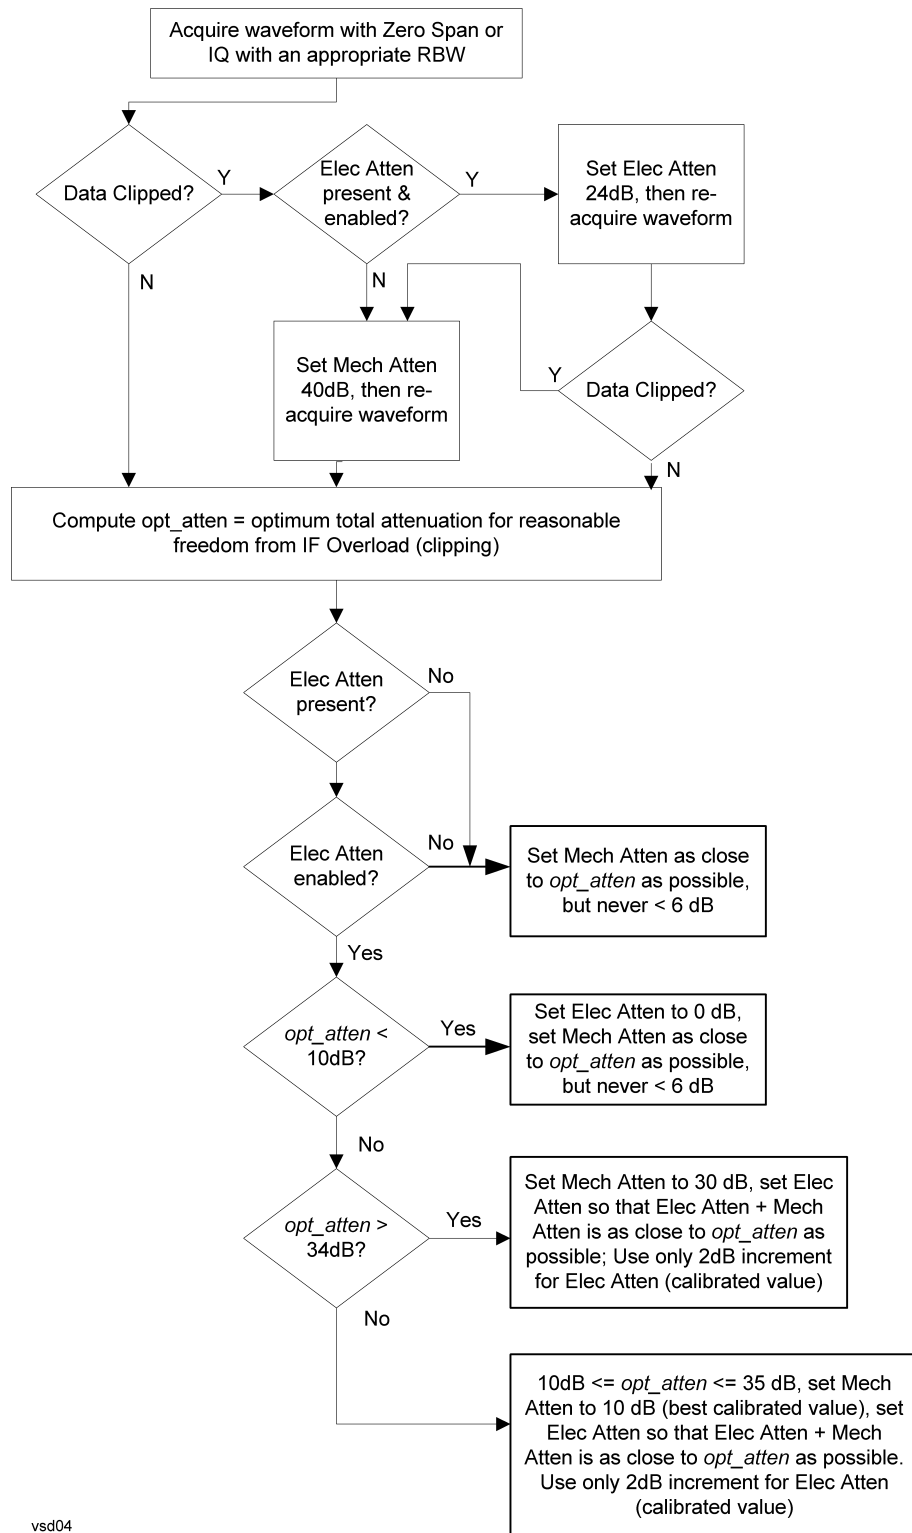 Acquire waveform with Zero Span or
IQ with an appropriate RBW
Data Clipped?
Y
Elec Atten
present &
enabled?
Y
Set Elec Atten
24dB, then re-
acquire waveform
N
N
Set Mech Atten
40dB, then re-
acquire waveform
Y
Data Clipped?
N
Compute opt_atten = optimum total attenuation for reasonable
freedom from IF Overload (clipping)
Elec Atten
present?
No
Elec Atten
enabled?
No
Set Mech Atten as close
to opt_atten as possible,
but never < 6 dB
Yes
opt_atten <
10dB?
Yes
Set Elec Atten to 0 dB,
set Mech Atten as close
to opt_atten as possible,
but never < 6 dB
No
opt_atten >
34dB?
Yes
Set Mech Atten to 30 dB, set Elec
Atten so that Elec Atten + Mech
Atten is as close to opt_atten as
possible; Use only 2dB increment
for Elec Atten (calibrated value)
No
10dB <= opt_atten <= 35 dB, set Mech
Atten to 10 dB (best calibrated value), set
Elec Atten so that Elec Atten + Mech
Atten is as close to opt_atten as possible.
Use only 2dB increment for Elec Atten
(calibrated value)
vsd04